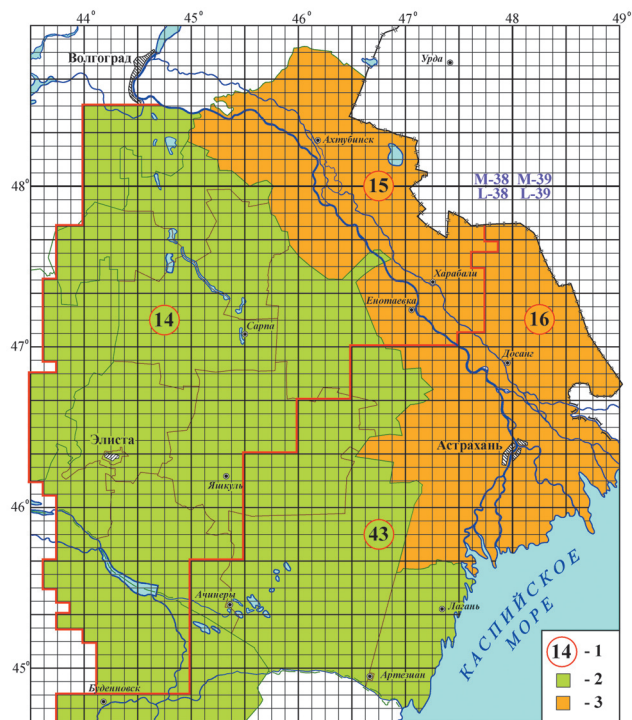 44° 45° 46° 47° 48° 49°
Волгоград
Урда
Ахтубинск
48°
15
M-38 M-39
L-38 L-39
Харабали
Енотаевка
14
Сарпа
16
47°
Досанг
Элиста
Астрахань
Яшкуль
46°
43
КАСПИЙСКОЕ
МОРЕ
Ачинеры
Лагань
14 - 1
45°
Артезиан
- 2
Буденновск
- 3